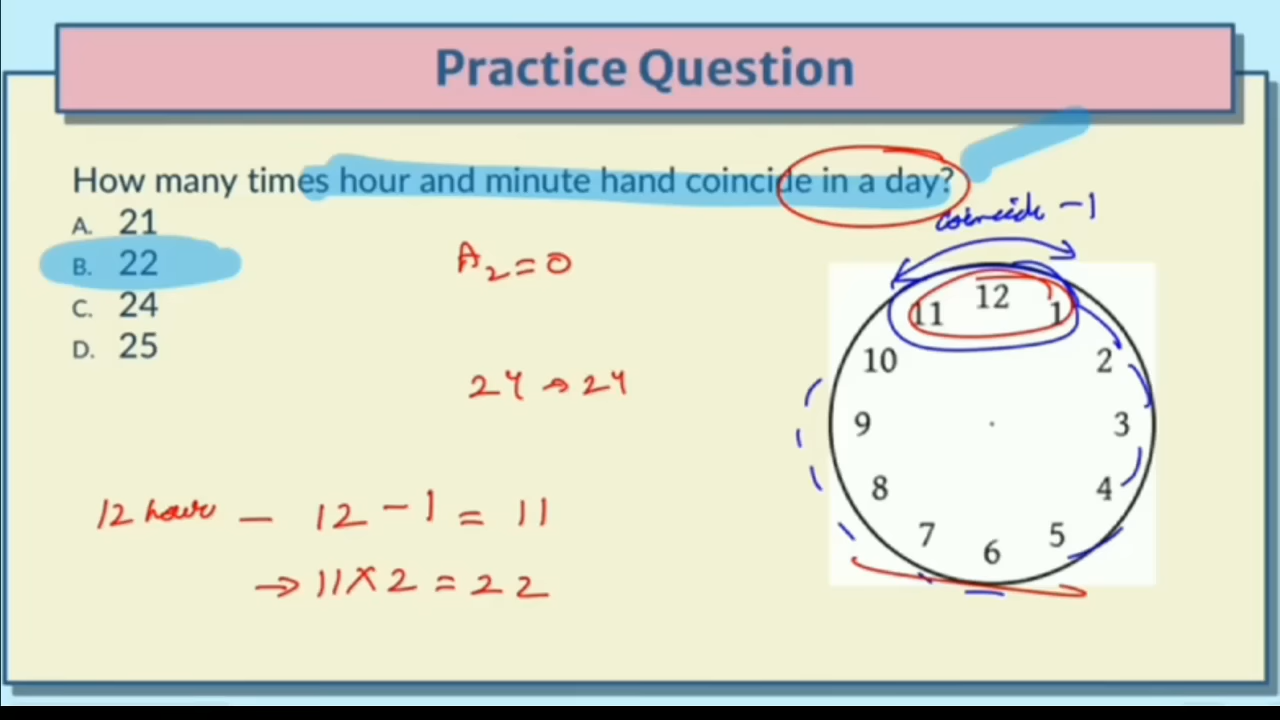 Practice Question
How many times hour and minute hand coincide in a day?
A. 21
B. 22
C. 24
D. 25
coincide - 1
A2 = 0
24 → 24
12 hour - 12 - 1 = 11
→ 11 X 2 = 22
12
11
1
10
2
9
3
8
4
7
5
6